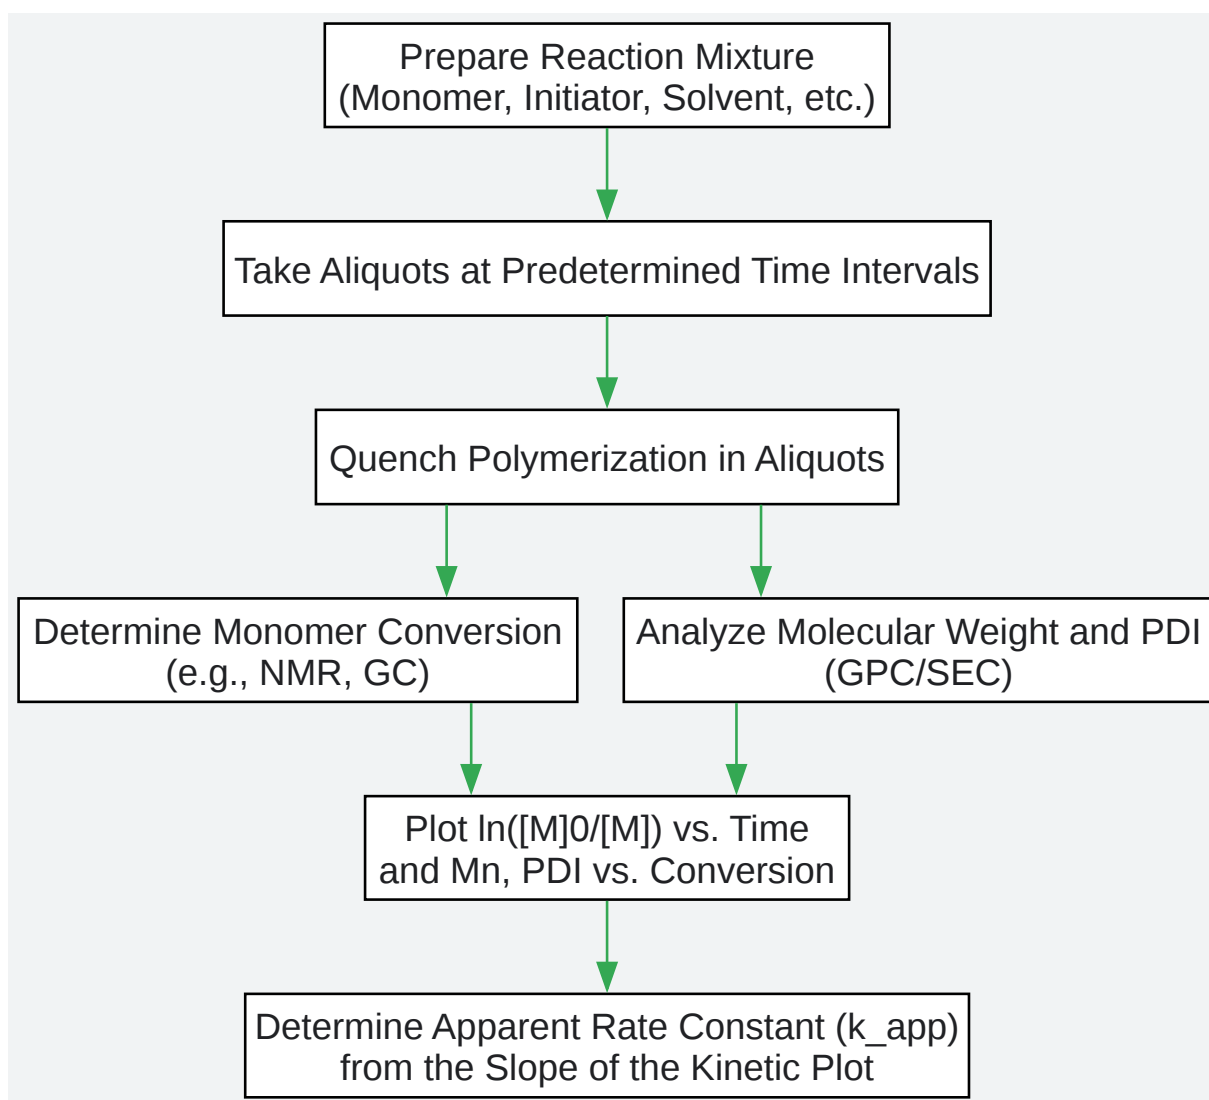 Prepare Reaction Mixture
(Monomer, Initiator, Solvent, etc.)
Take Aliquots at Predetermined Time Intervals
Quench Polymerization in Aliquots
Determine Monomer Conversion
(e.g., NMR, GC)
Analyze Molecular Weight and PDI
(GPC/SEC)
Plot ln([M]0/[M]) vs. Time
and Mn, PDI vs. Conversion
Determine Apparent Rate Constant (k_app)
from the Slope of the Kinetic Plot